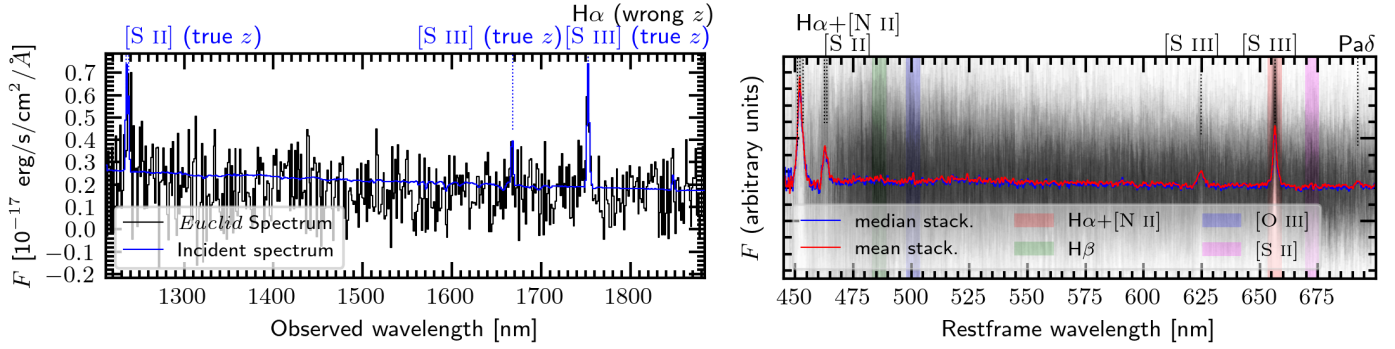 Hα (wrong z)
[S II] (true z)
[S III] (true z)
[S III] (true z)
0.7
0.6
0.5
0.4
0.3
0.2
0.1
0.0
−0.1
−0.2
F [10⁻¹⁷ erg/s/cm²/Å]
Euclid Spectrum
Incident spectrum
1300 1400 1500 1600 1700 1800
Observed wavelength [nm]
Hα+[N II]
[S II]
[S III]
[S III]
Paδ
F (arbitrary units)
median stack.
mean stack.
Hα+[N II]
Hβ
[O III]
[S II]
450 475 500 525 550 575 600 625 650 675
Restframe wavelength [nm]